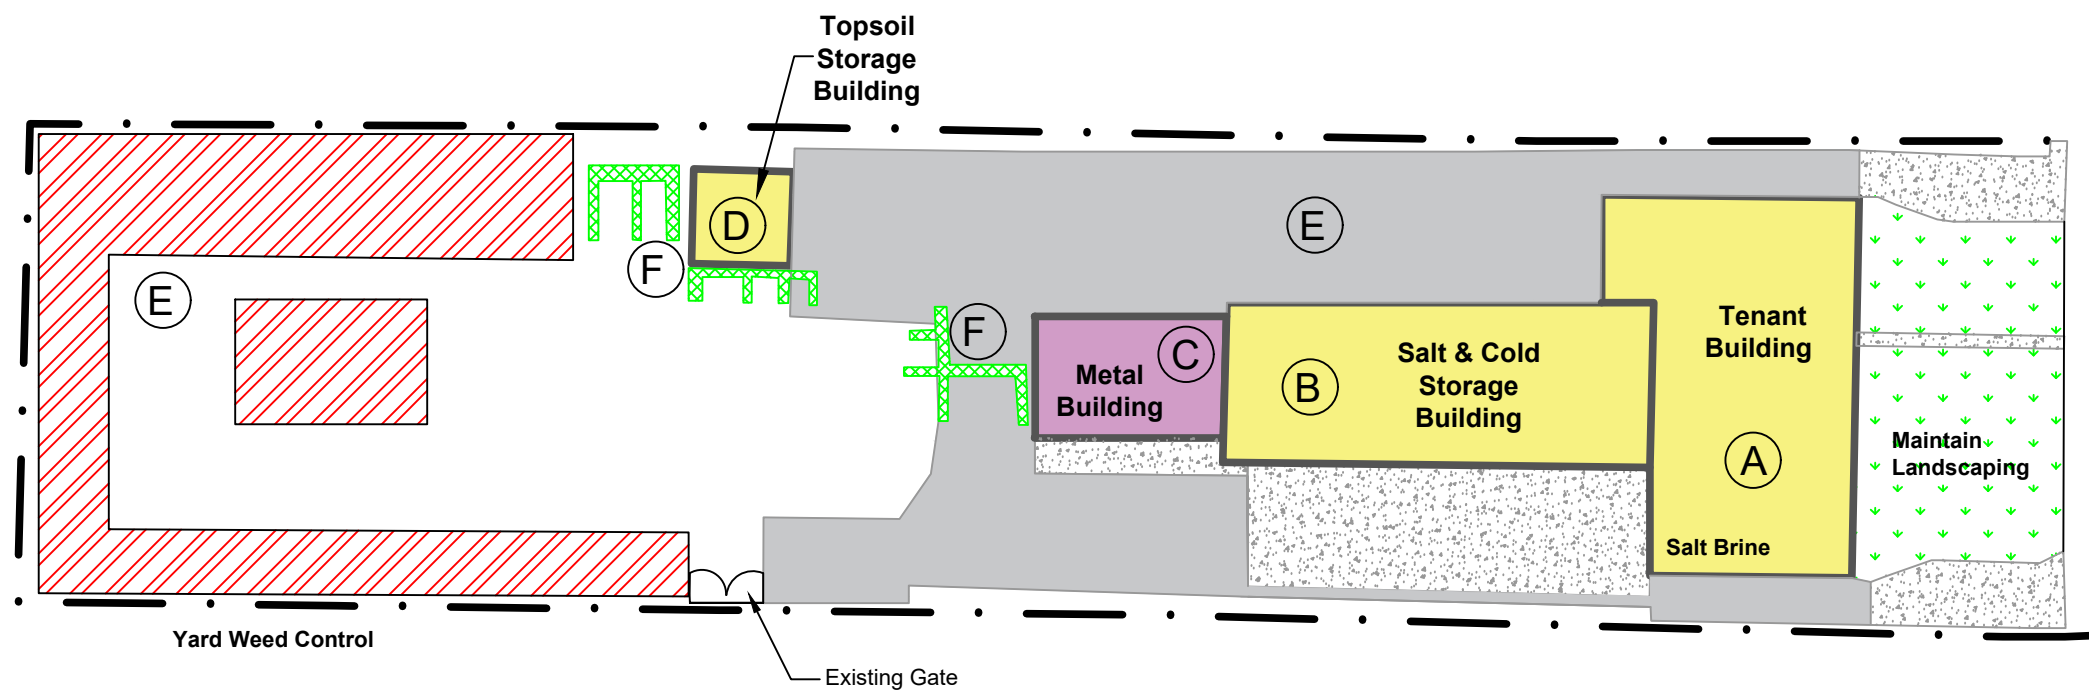 Topsoil
Storage
Building
D
E
F
E
F
C
Metal
Building
B
Salt & Cold
Storage
Building
Tenant
Building
A
Salt Brine
Maintain
Landscaping
Yard Weed Control
Existing Gate